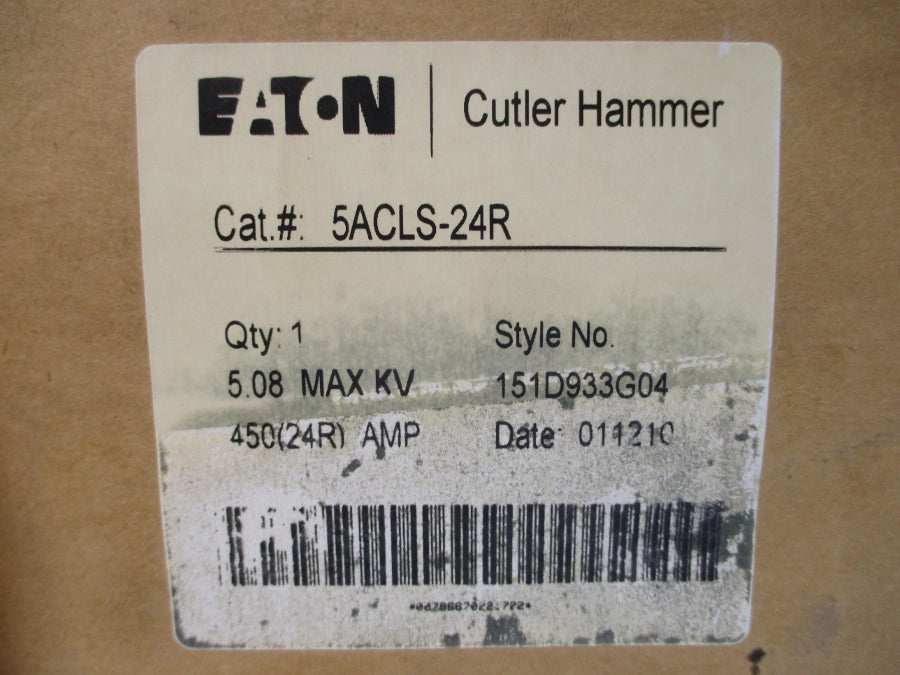 EATON | Cutler Hammer
Cat.#: 5ACLS-24R
Qty: 1 Style No.
5.08 MAX KV 151D933G04
450(24R) AMP Date: 011210